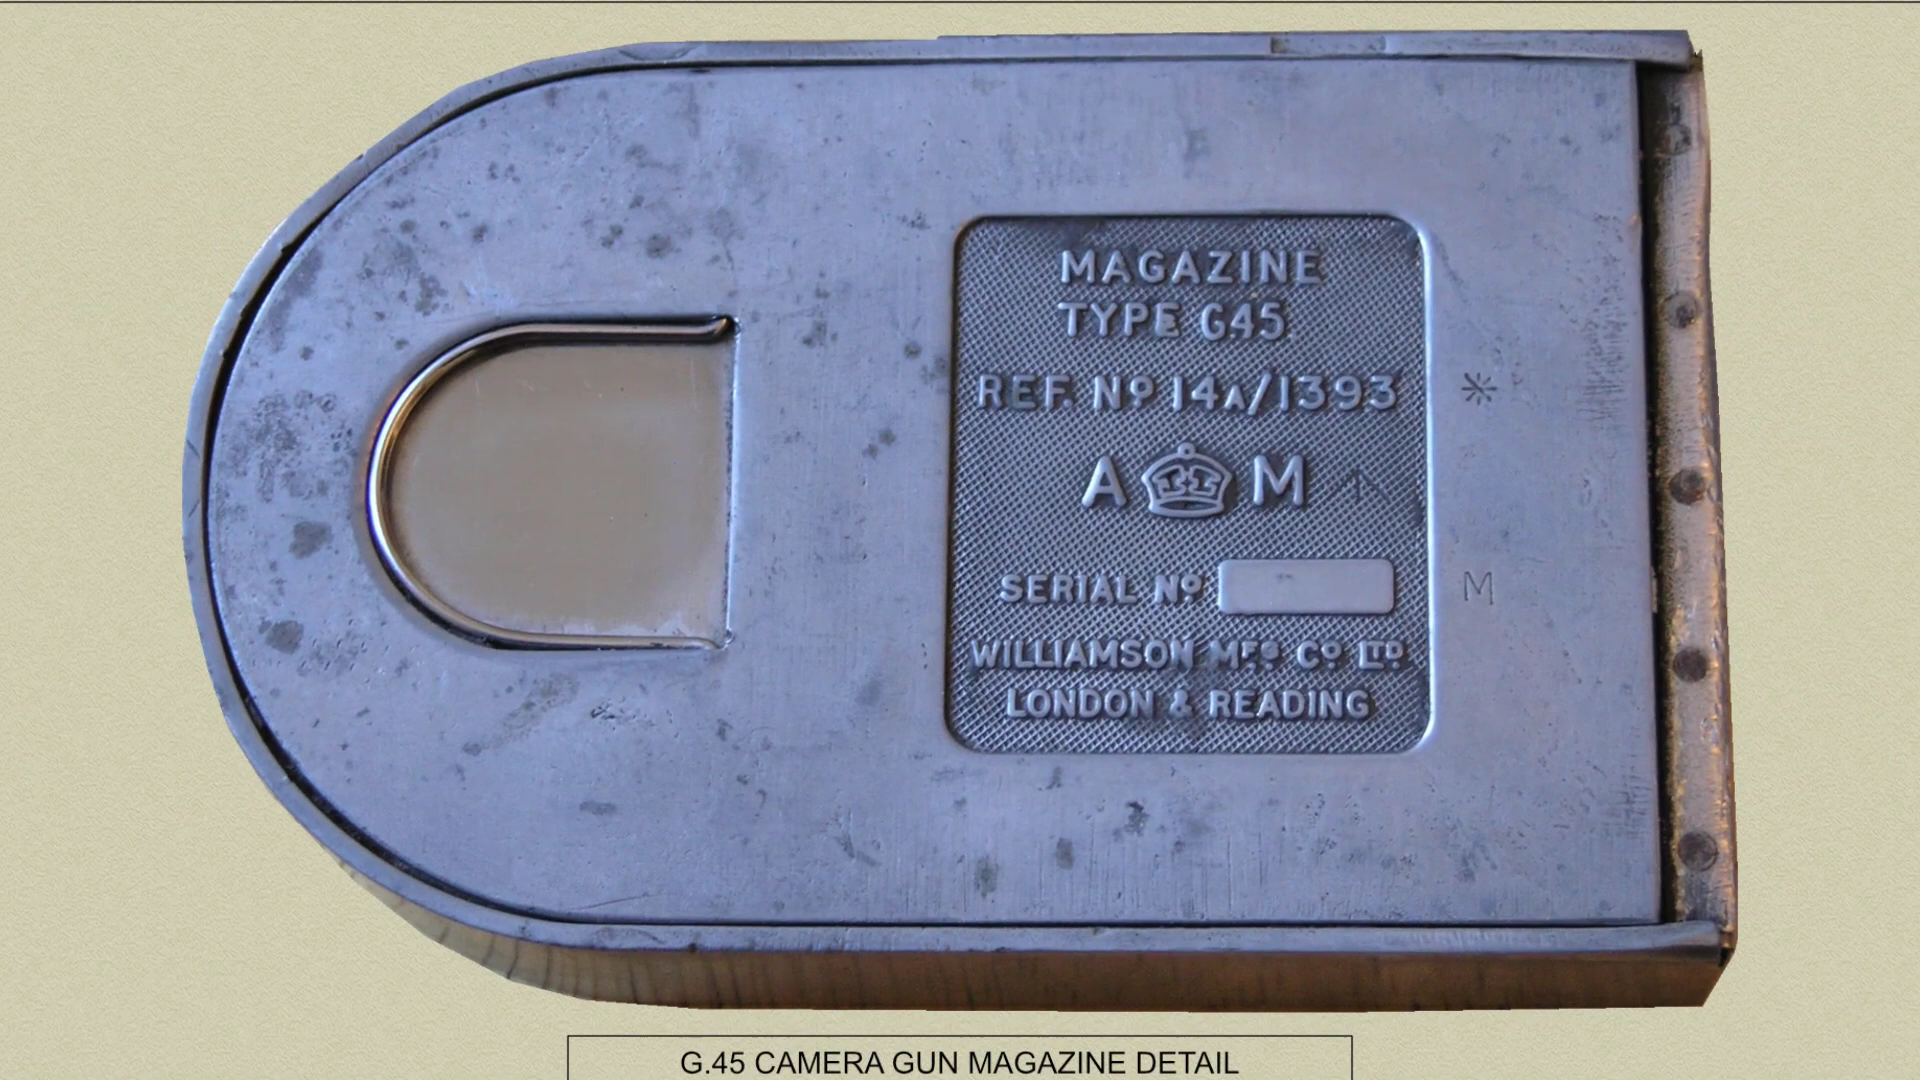 MAGAZINE
TYPE G45
REF. Nº 14A/1393
A M
SERIAL Nº
WILLIAMSON MFG Cº LTD
LONDON & READING
M
G.45 CAMERA GUN MAGAZINE DETAIL